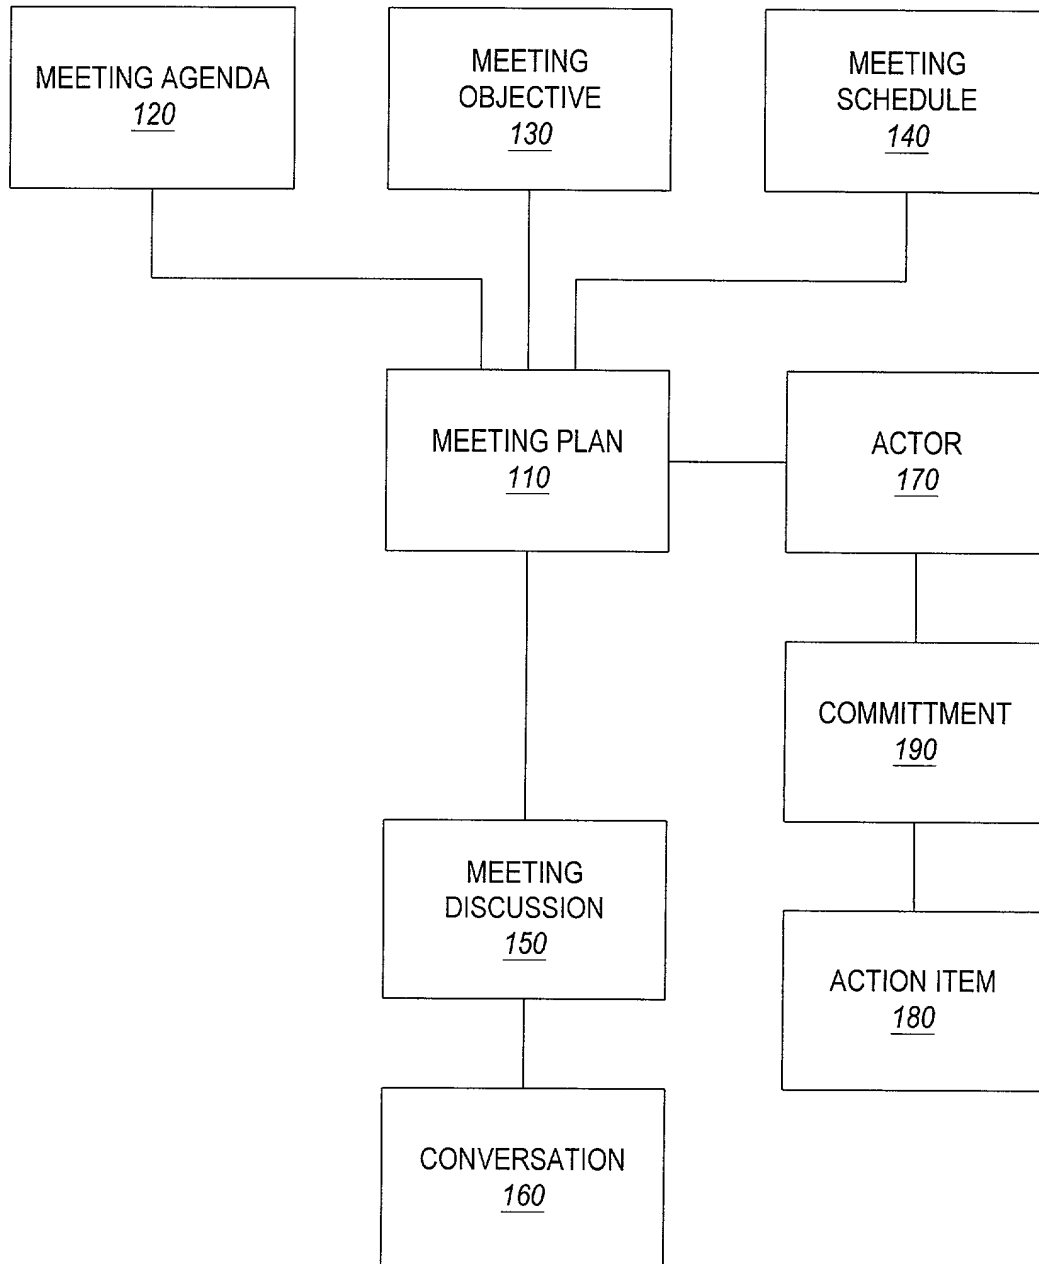 MEETING AGENDA
120
MEETING
OBJECTIVE
130
MEETING
SCHEDULE
140
MEETING PLAN
110
ACTOR
170
COMMITTMENT
190
MEETING
DISCUSSION
150
ACTION ITEM
180
CONVERSATION
160